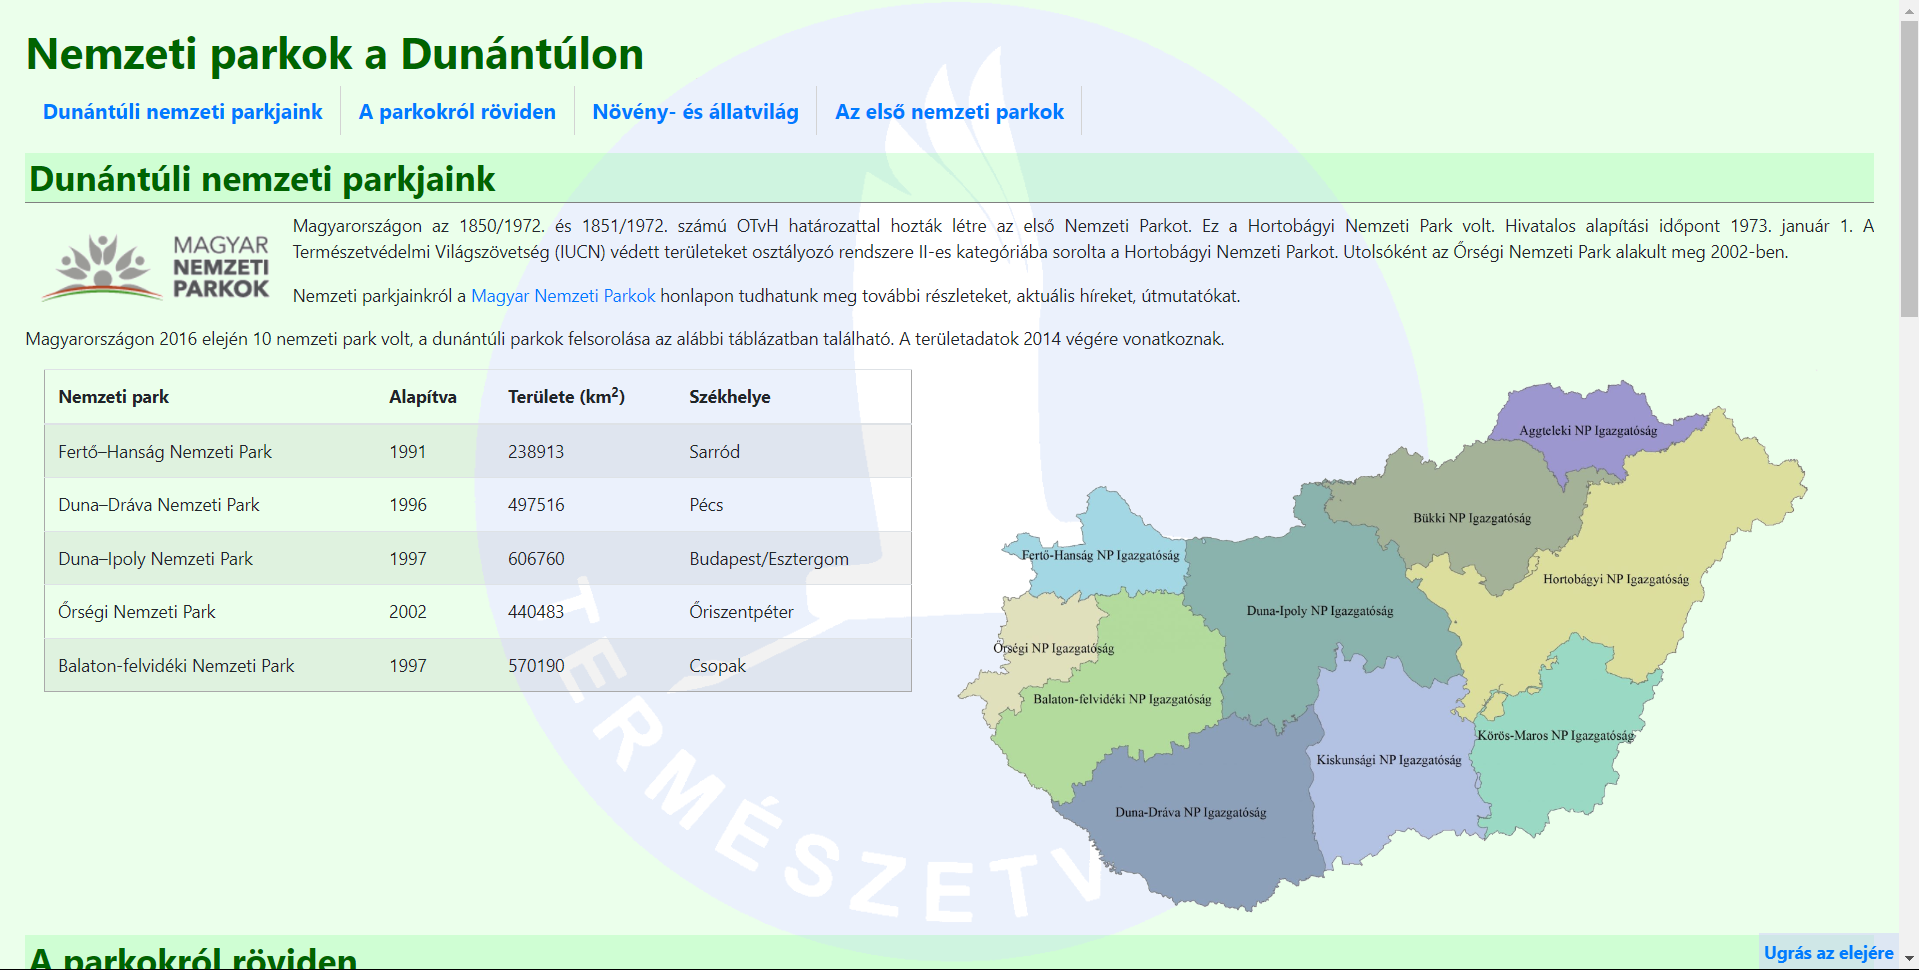 Nemzeti parkok a Dunántúlon
Dunántúli nemzeti parkjaink
A parkokról röviden
Növény- és állatvilág
Az első nemzeti parkok
Dunántúli nemzeti parkjaink
MAGYAR
NEMZETI
PARKOK
Magyarországon az 1850/1972. és 1851/1972. számú OTvH határozattal hozták létre az első Nemzeti Parkot. Ez a Hortobágyi Nemzeti Park volt. Hivatalos alapítási időpont 1973. január 1. A
Természetvédelmi Világszövetség (IUCN) védett területeket osztályozó rendszere II-es kategóriába sorolta a Hortobágyi Nemzeti Parkot. Utolsóként az Őrségi Nemzeti Park alakult meg 2002-ben.
Nemzeti parkjainkról a Magyar Nemzeti Parkok honlapon tudhatunk meg további részleteket, aktuális híreket, útmutatókat.
Magyarországon 2016 elején 10 nemzeti park volt, a dunántúli parkok felsorolása az alábbi táblázatban található. A területadatok 2014 végére vonatkoznak.
Nemzeti park Alapítva Területe (km²) Székhelye
Fertő–Hanság Nemzeti Park 1991 238913 Sarród
Duna–Dráva Nemzeti Park 1996 497516 Pécs
Duna–Ipoly Nemzeti Park 1997 606760 Budapest/Esztergom
Őrségi Nemzeti Park 2002 440483 Őriszentpéter
Balaton-felvidéki Nemzeti Park 1997 570190 Csopak
Aggteleki NP Igazgatóság
Bükki NP Igazgatóság
Fertő-Hanság NP Igazgatóság
Hortobágyi NP Igazgatóság
Duna-Ipoly NP Igazgatóság
Őrségi NP Igazgatóság
Balaton-felvidéki NP Igazgatóság
Körös-Maros NP Igazgatóság
Kiskunsági NP Igazgatóság
Duna-Dráva NP Igazgatóság
TERMÉSZETV
A parkokról röviden
Ugrás az elejére